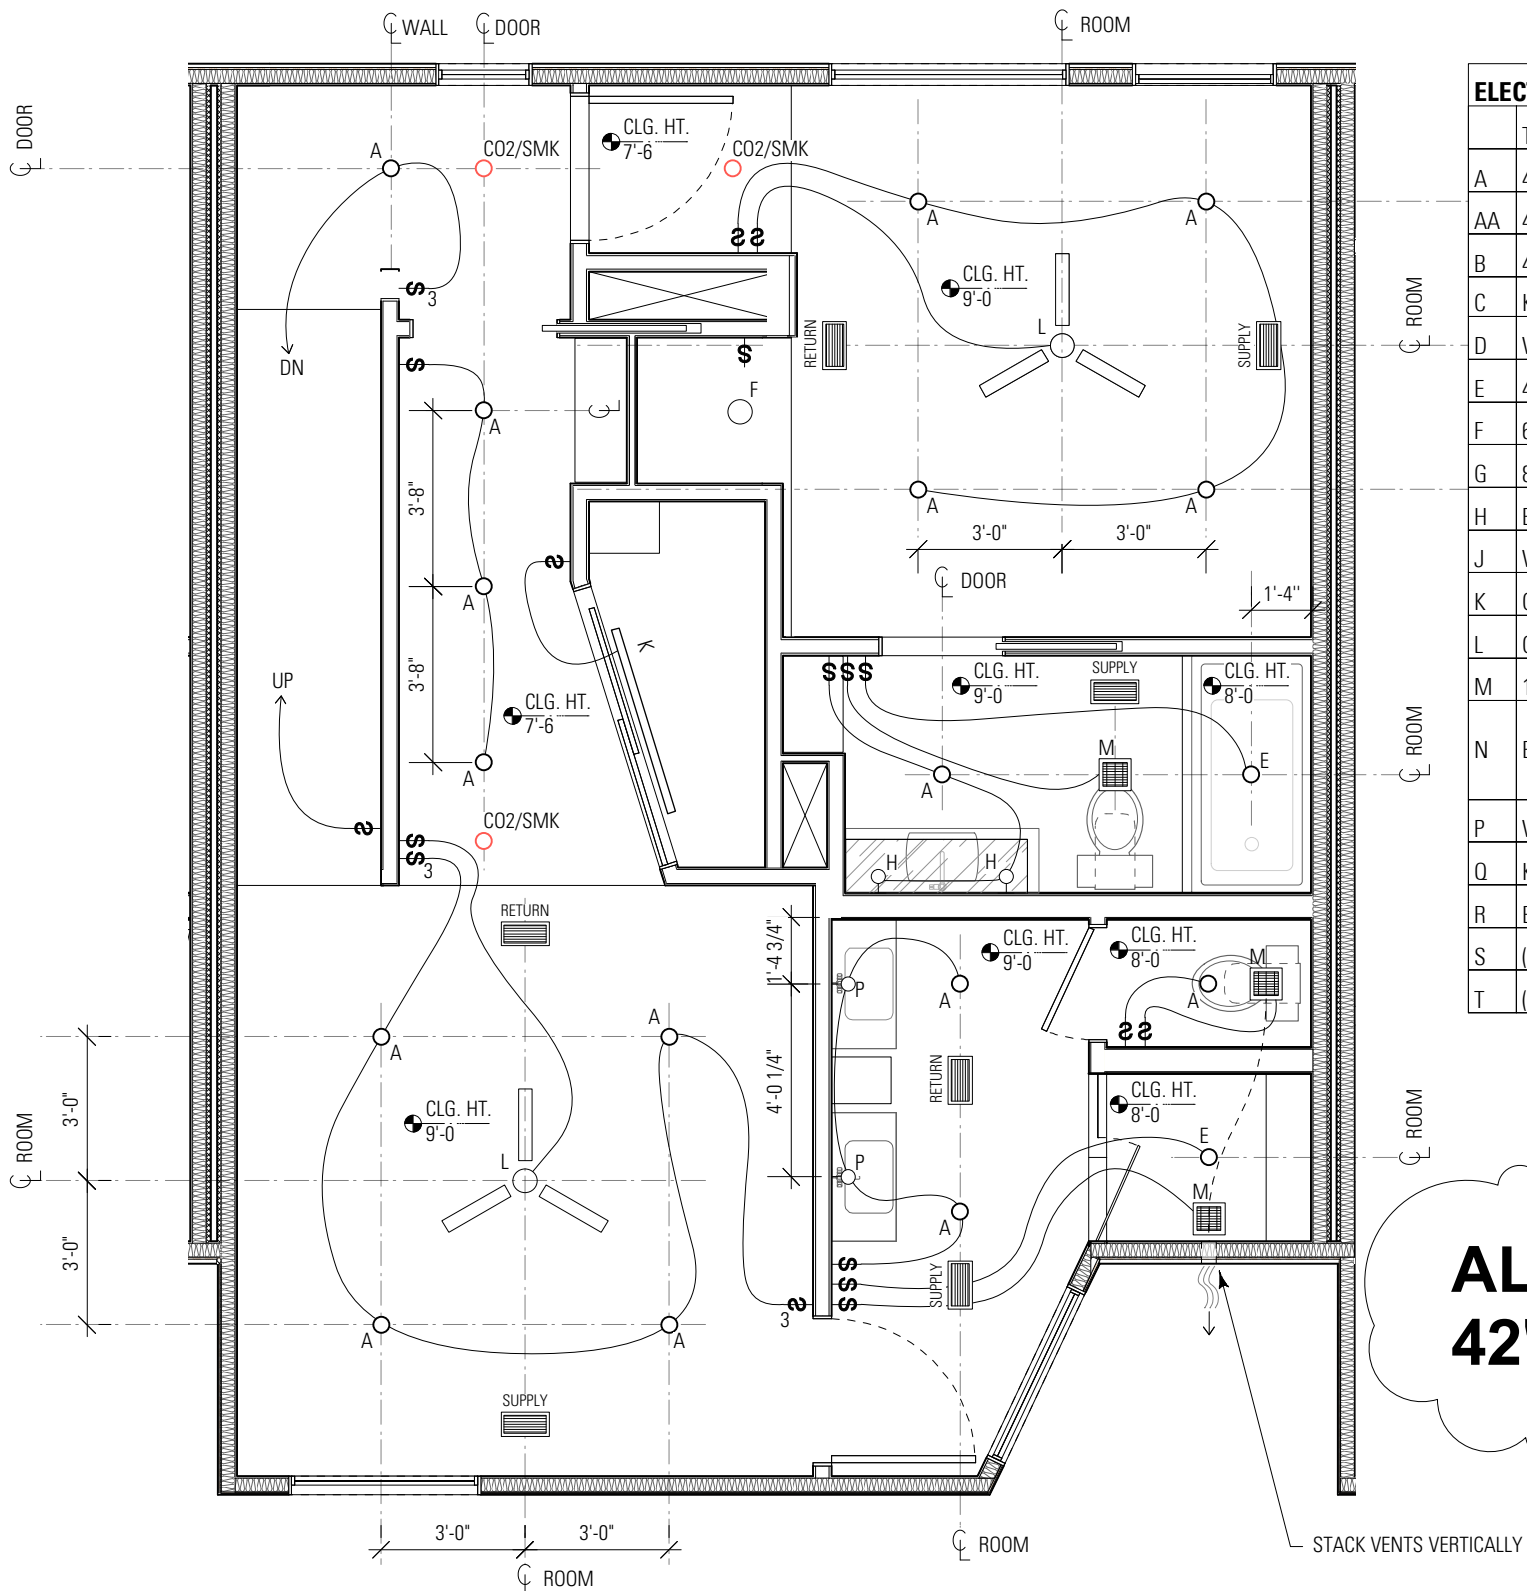 ℄ WALL
℄ DOOR
℄ ROOM
℄ DOOR
A
CO2/SMK
CLG. HT.
7'-6
CO2/SMK
A
A
S 3
DN
S
S S
CLG. HT.
9'-0
RETURN
L
SUPPLY
℄ ROOM
S
F
A
℄
3'-8"
A
A
3'-0"
3'-0"
℄ DOOR
1'-4"
S
A
K
3'-8"
UP
CLG. HT.
7'-6
A
S S S
CLG. HT.
9'-0
SUPPLY
CLG. HT.
8'-0
M
A
E
℄ ROOM
CO2/SMK
S
S
S 3
H
H
RETURN
1'-4 3/4"
CLG. HT.
9'-0
CLG. HT.
8'-0
P
A
A
M
S S
A
A
3'-0"
4'-0 1/4"
RETURN
CLG. HT.
9'-0
CLG. HT.
8'-0
℄ ROOM
L
P
E
℄ ROOM
M
A
3'-0"
S
S
S
S 3
SUPPLY
A
A
SUPPLY
3'-0"
3'-0"
℄ ROOM
℄ ROOM
STACK VENTS VERTICALLY
ELEC
A
AA
B
C
D
E
F
G
H
J
K
L
M
N
P
Q
R
S (
T (
AL
42'